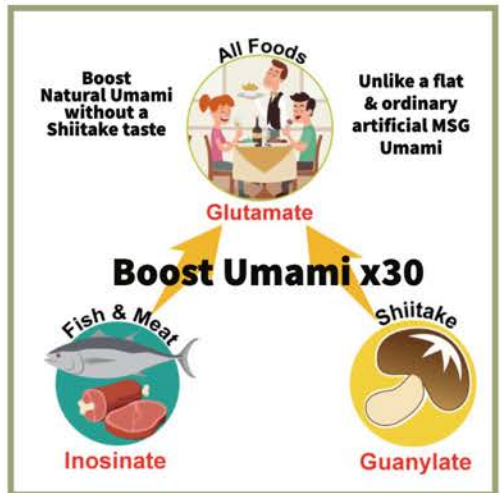 All Foods
Boost
Natural Umami
without a
Shiitake taste
Unlike a flat
& ordinary
artificial MSG
Umami
Glutamate
Boost Umami x30
Fish & Meat
Shiitake
Inosinate
Guanylate